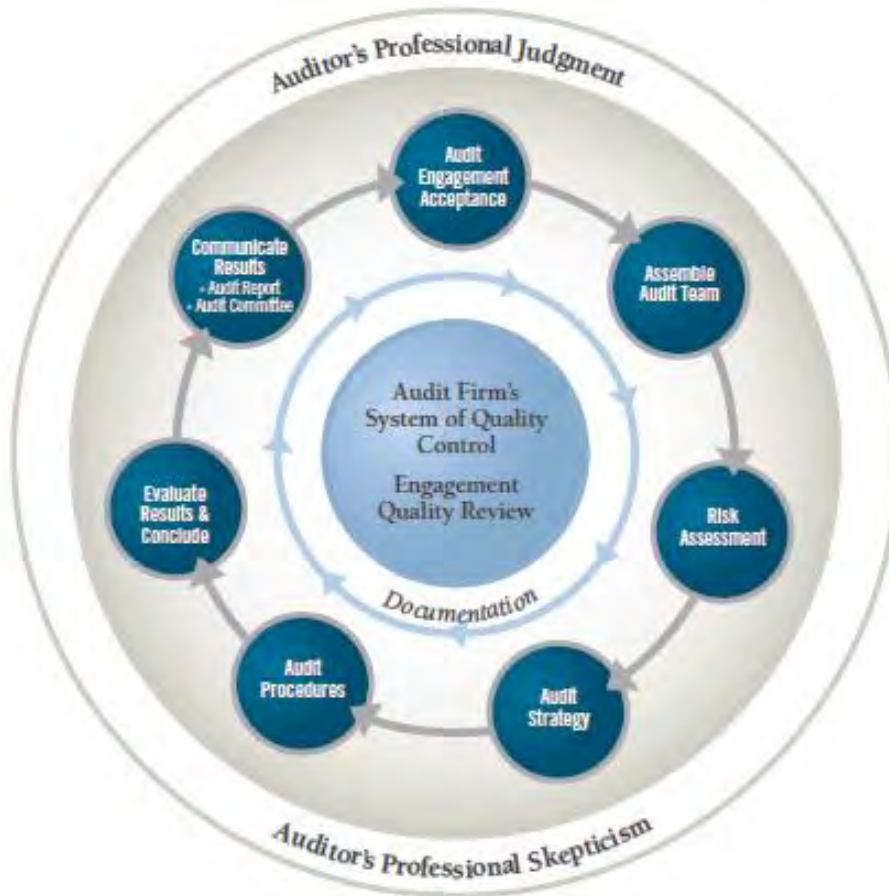 Auditor's Professional Judgment
Audit
Engagement
Acceptance
Assemble
Audit Team
Risk
Assessment
Audit
Strategy
Audit
Procedures
Evaluate
Results &
Conclude
Communicate
Results
- Audit Report
- Audit Committee
Audit Firm's
System of Quality
Control
Engagement
Quality Review
Documentation
Auditor's Professional Skepticism